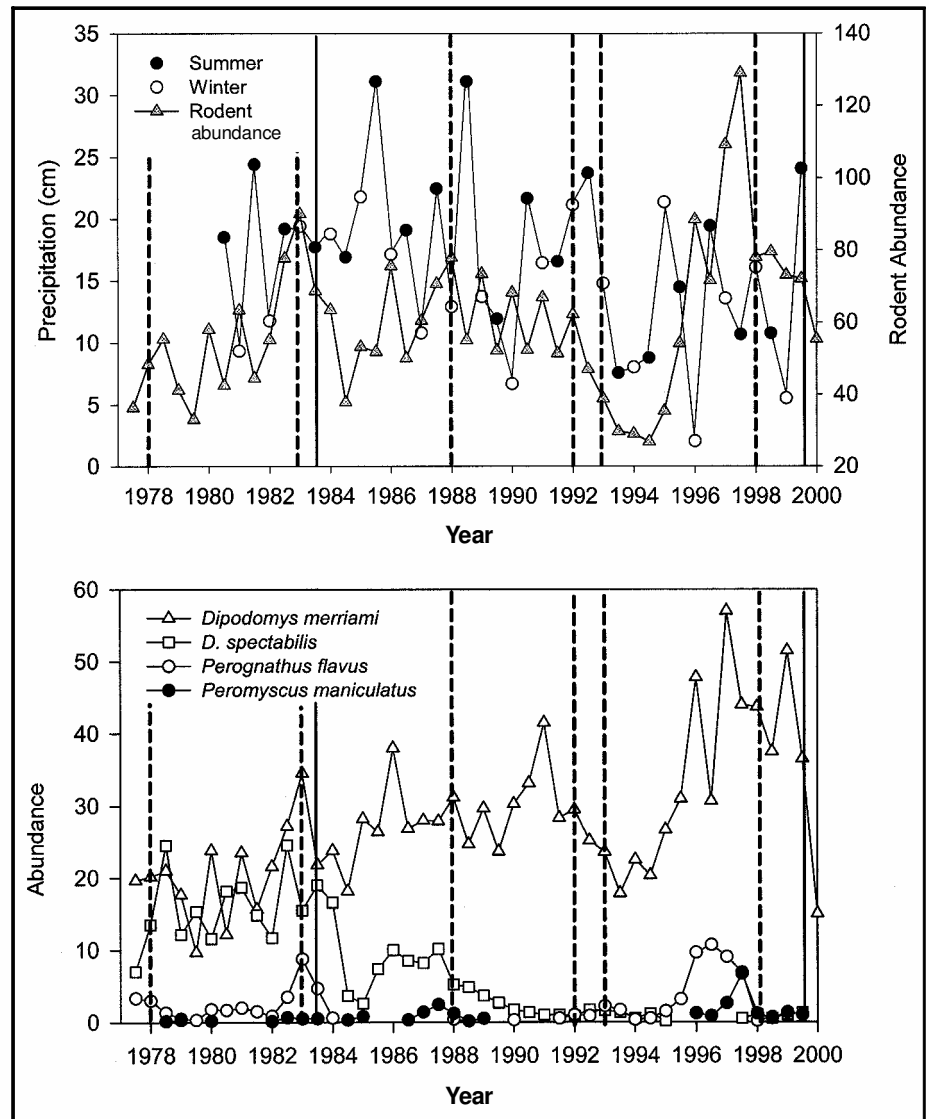 35
30
25
20
15
10
5
0
Precipitation (cm)
Summer
Winter
Rodent
abundance
140
120
100
80
60
40
20
Rodent Abundance
1978 1980 1982 1984 1986 1988 1990 1992 1994 1996 1998 2000
Year
60
50
40
30
20
10
0
Abundance
Dipodomys merriami
D. spectabilis
Perognathus flavus
Peromyscus maniculatus
1978 1980 1982 1984 1986 1988 1990 1992 1994 1996 1998 2000
Year